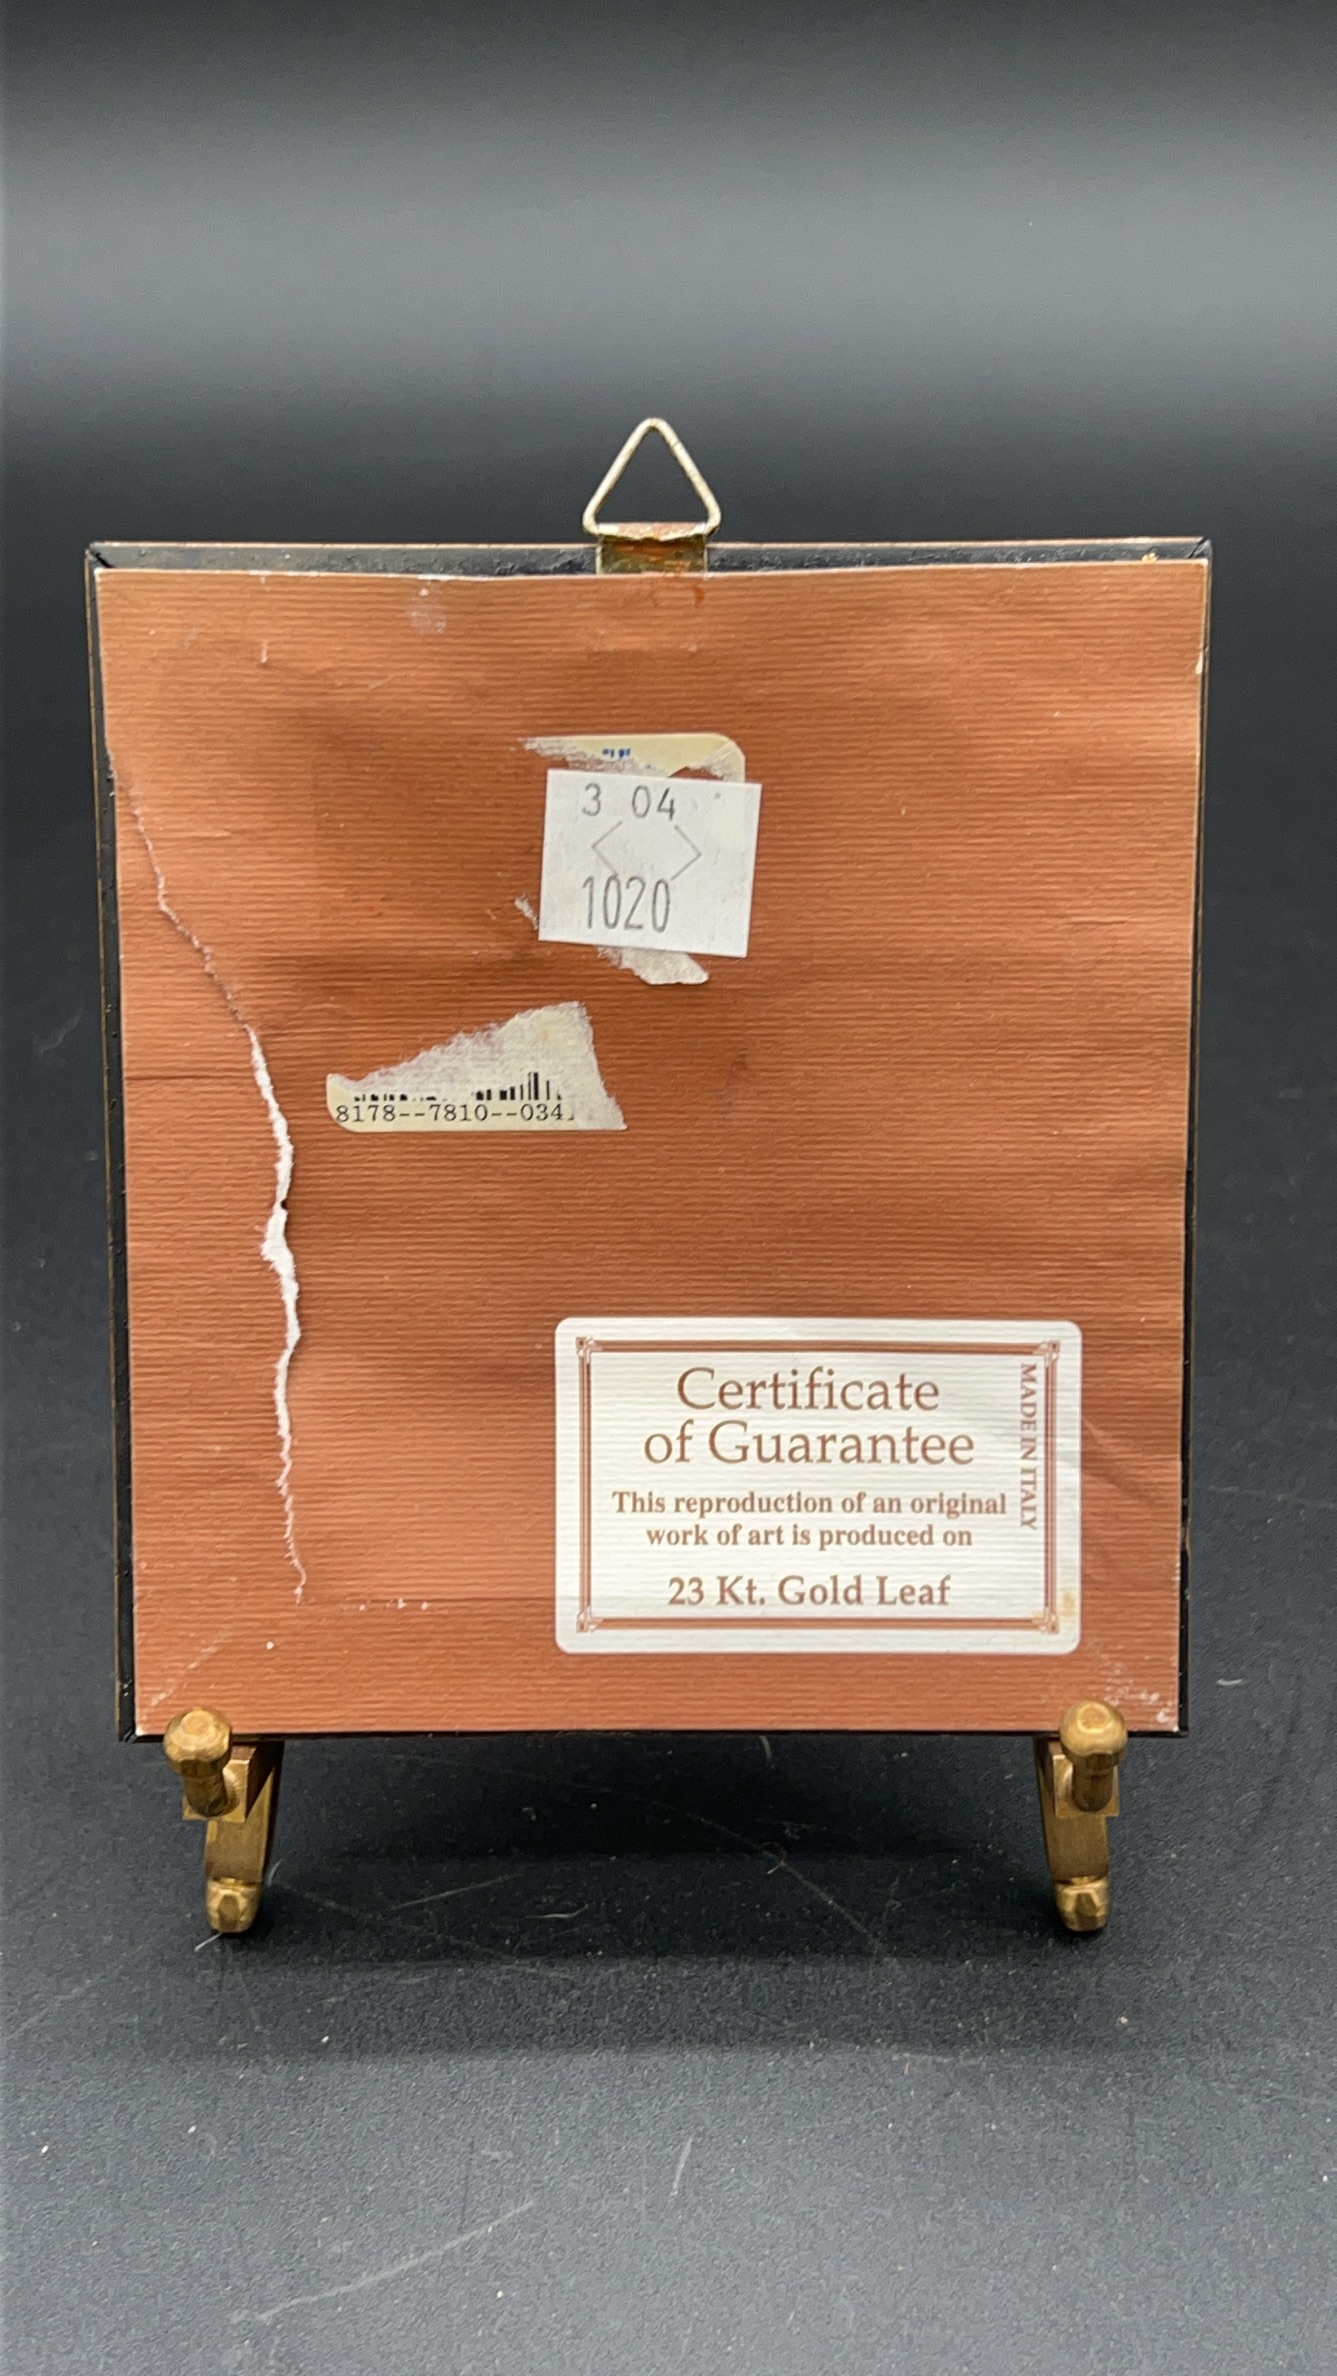 3 04
1020
8178--7810--034
Certificate
of Guarantee
This reproduction of an original
work of art is produced on
23 Kt. Gold Leaf
MADE IN ITALY